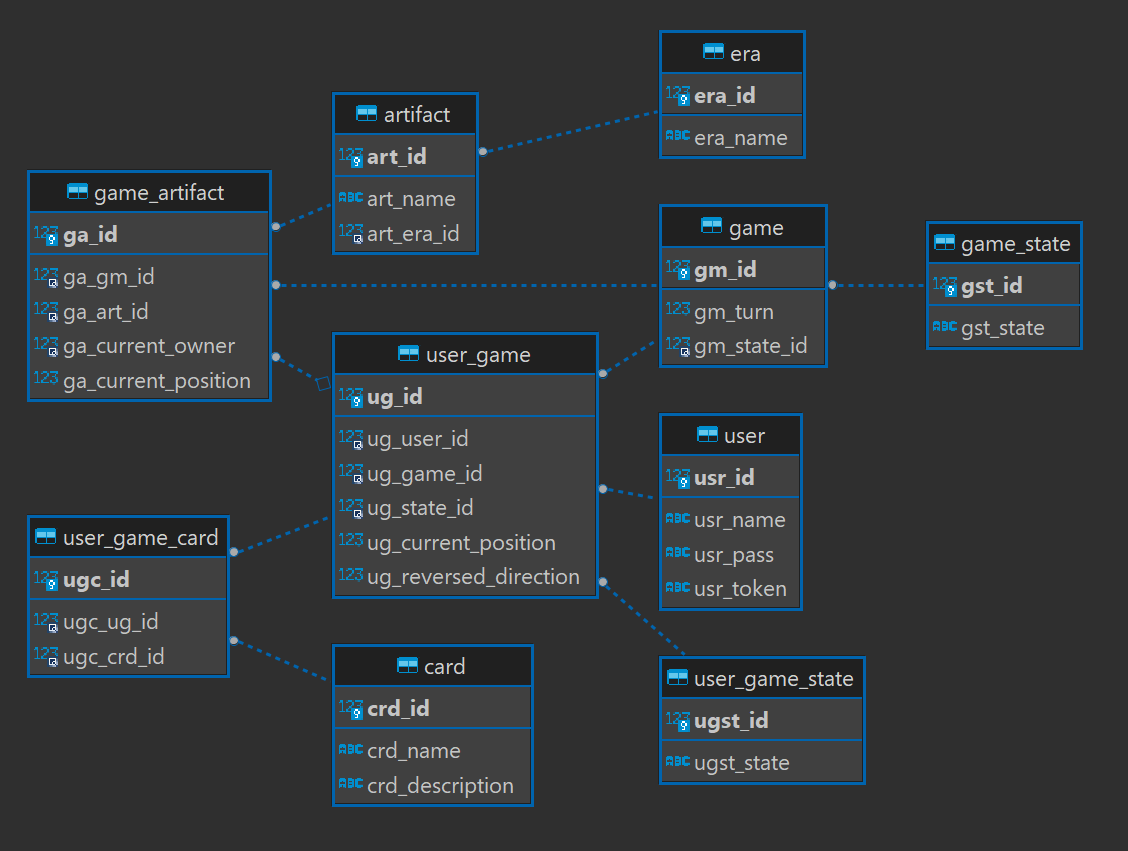 era
123 era_id
ABC era_name
artifact
123 art_id
ABC art_name
123 art_era_id
game_artifact
123 ga_id
123 ga_gm_id
123 ga_art_id
123 ga_current_owner
123 ga_current_position
game
123 gm_id
123 gm_turn
123 gm_state_id
game_state
123 gst_id
ABC gst_state
user_game
123 ug_id
123 ug_user_id
123 ug_game_id
123 ug_state_id
123 ug_current_position
123 ug_reversed_direction
user
123 usr_id
ABC usr_name
ABC usr_pass
ABC usr_token
user_game_card
123 ugc_id
123 ugc_ug_id
123 ugc_crd_id
card
123 crd_id
ABC crd_name
ABC crd_description
user_game_state
123 ugst_id
ABC ugst_state